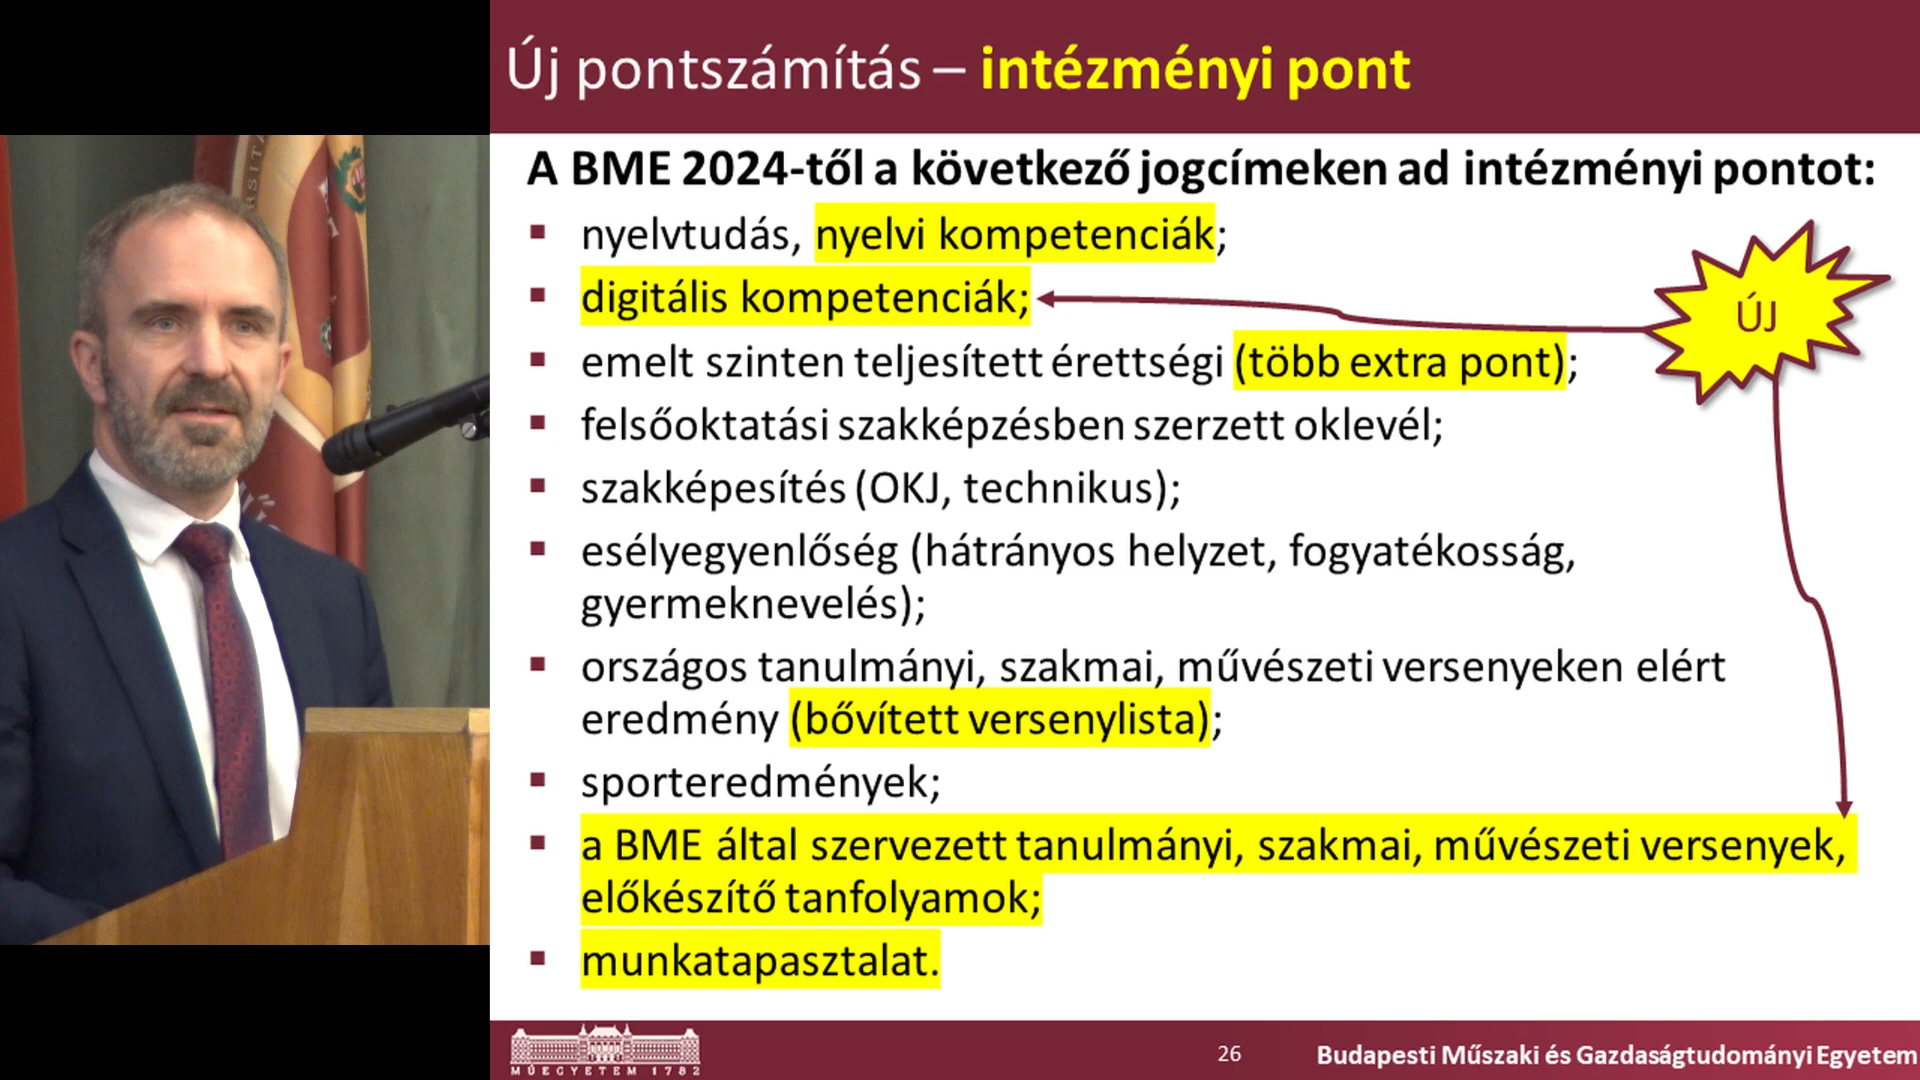 Új pontszámítás – intézményi pont
A BME 2024-től a következő jogcímeken ad intézményi pontot:
▪ nyelvtudás, nyelvi kompetenciák;
▪ digitális kompetenciák;
ÚJ
▪ emelt szinten teljesített érettségi (több extra pont);
▪ felsőoktatási szakképzésben szerzett oklevél;
▪ szakképesítés (OKJ, technikus);
▪ esélyegyenlőség (hátrányos helyzet, fogyatékosság,
gyermeknevelés);
▪ országos tanulmányi, szakmai, művészeti versenyeken elért
eredmény (bővített versenylista);
▪ sporteredmények;
▪ a BME által szervezett tanulmányi, szakmai, művészeti versenyek,
előkészítő tanfolyamok;
▪ munkatapasztalat.
MŰEGYETEM 1782
26
Budapesti Műszaki és Gazdaságtudományi Egyetem